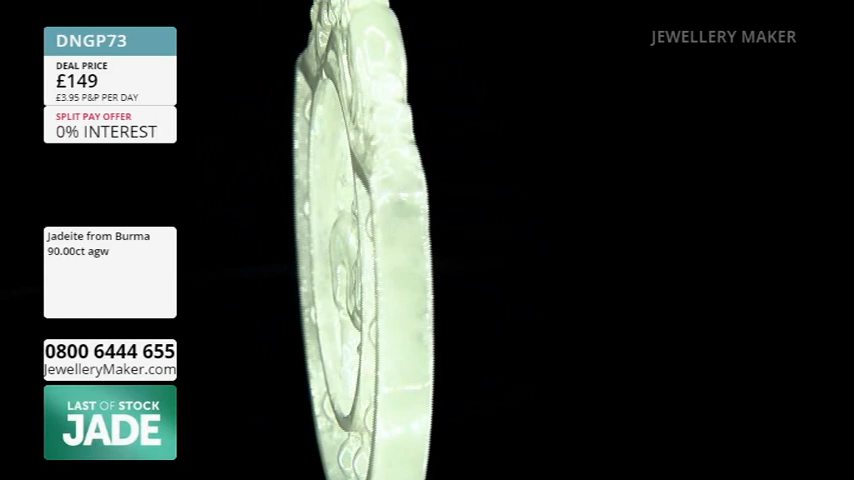 DNGP73
DEAL PRICE
£149
£3.95 P&P PER DAY
SPLIT PAY OFFER
0% INTEREST
Jadeite from Burma
90.00ct agw
0800 6444 655
JewelleryMaker.com
LAST OF STOCK
JADE
JEWELLERY MAKER